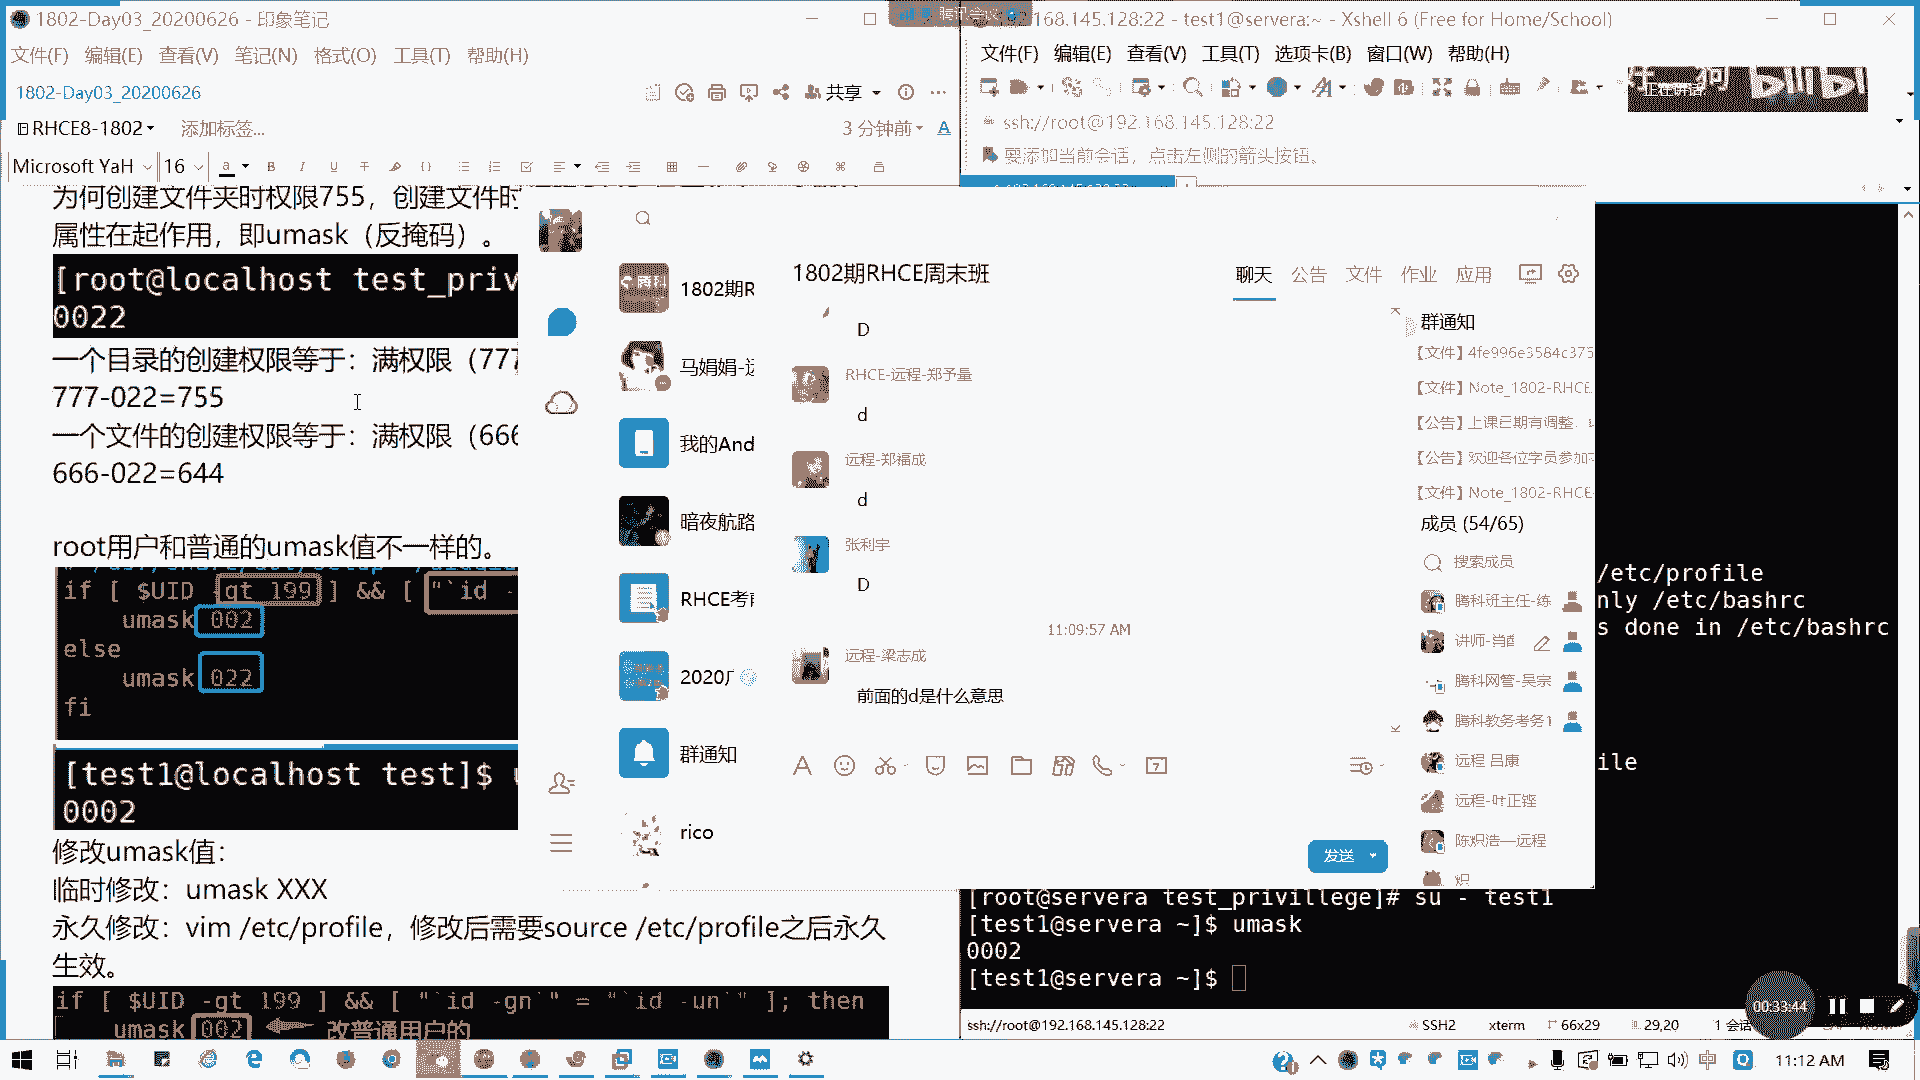 1802-Day03_20200626 - 印象笔记
文件(F) 编辑(E) 查看(V) 笔记(N) 格式(O) 工具(T) 帮助(H)
1802-Day03_20200626
共享
RHCE8-1802
添加标签...
3 分钟前
Microsoft YaH
16
为何创建文件夹时权限755，创建文件时
属性在起作用，即umask（反掩码）。
[root@localhost test_priv
0022
一个目录的创建权限等于：满权限（777
777-022=755
一个文件的创建权限等于：满权限（666
666-022=644
root用户和普通的umask值不一样的。
if [ $UID -gt 199 ] && [ "`id -
umask 002
else
umask 022
fi
[test1@localhost test]$ u
0002
修改umask值：
临时修改：umask XXX
永久修改：vim /etc/profile，修改后需要source /etc/profile之后永久
生效。
if [ $UID -gt 199 ] && [ "`id -gn`" = "`id -un`" ]; then
umask 002 改普通用户的
腾讯会议
168.145.128:22 - test1@servera:~ - Xshell 6 (Free for Home/School)
文件(F) 编辑(E) 查看(V) 工具(T) 选项卡(B) 窗口(W) 帮助(H)
正在讲话
ssh://root@192.168.145.128:22
要添加当前会话，点击左侧的箭头按钮。
1802期R
马娟娟-远
我的And
暗夜航路
RHCE考前
2020广
群通知
rico
1802期RHCE周末班
聊天 公告 文件 作业 应用
D
RHCE-远程-郑予量
d
远程-郑福成
d
张利宇
D
11:09:57 AM
远程-梁志成
前面的d是什么意思
发送
群通知
【文件】4fe996e3584c375
【文件】Note_1802-RHCE
【公告】上课日期有调整.
【公告】欢迎各位学员参加
【文件】Note_1802-RHCE-
成员 (54/65)
搜索成员
腾科班主任-练
讲师-肖
腾科网管-吴宗
腾科教务考务1
远程 吕康
远程-叶正铿
陈炽浩—远程
炽
/etc/profile
nly /etc/bashrc
s done in /etc/bashrc
ile
[root@servera test_privillege]# su - test1
[test1@servera ~]$ umask
0002
[test1@servera ~]$
00:33:44
ssh://root@192.168.145.128:22
SSH2
xterm
66x29
29,20
1 会话
中
11:12 AM